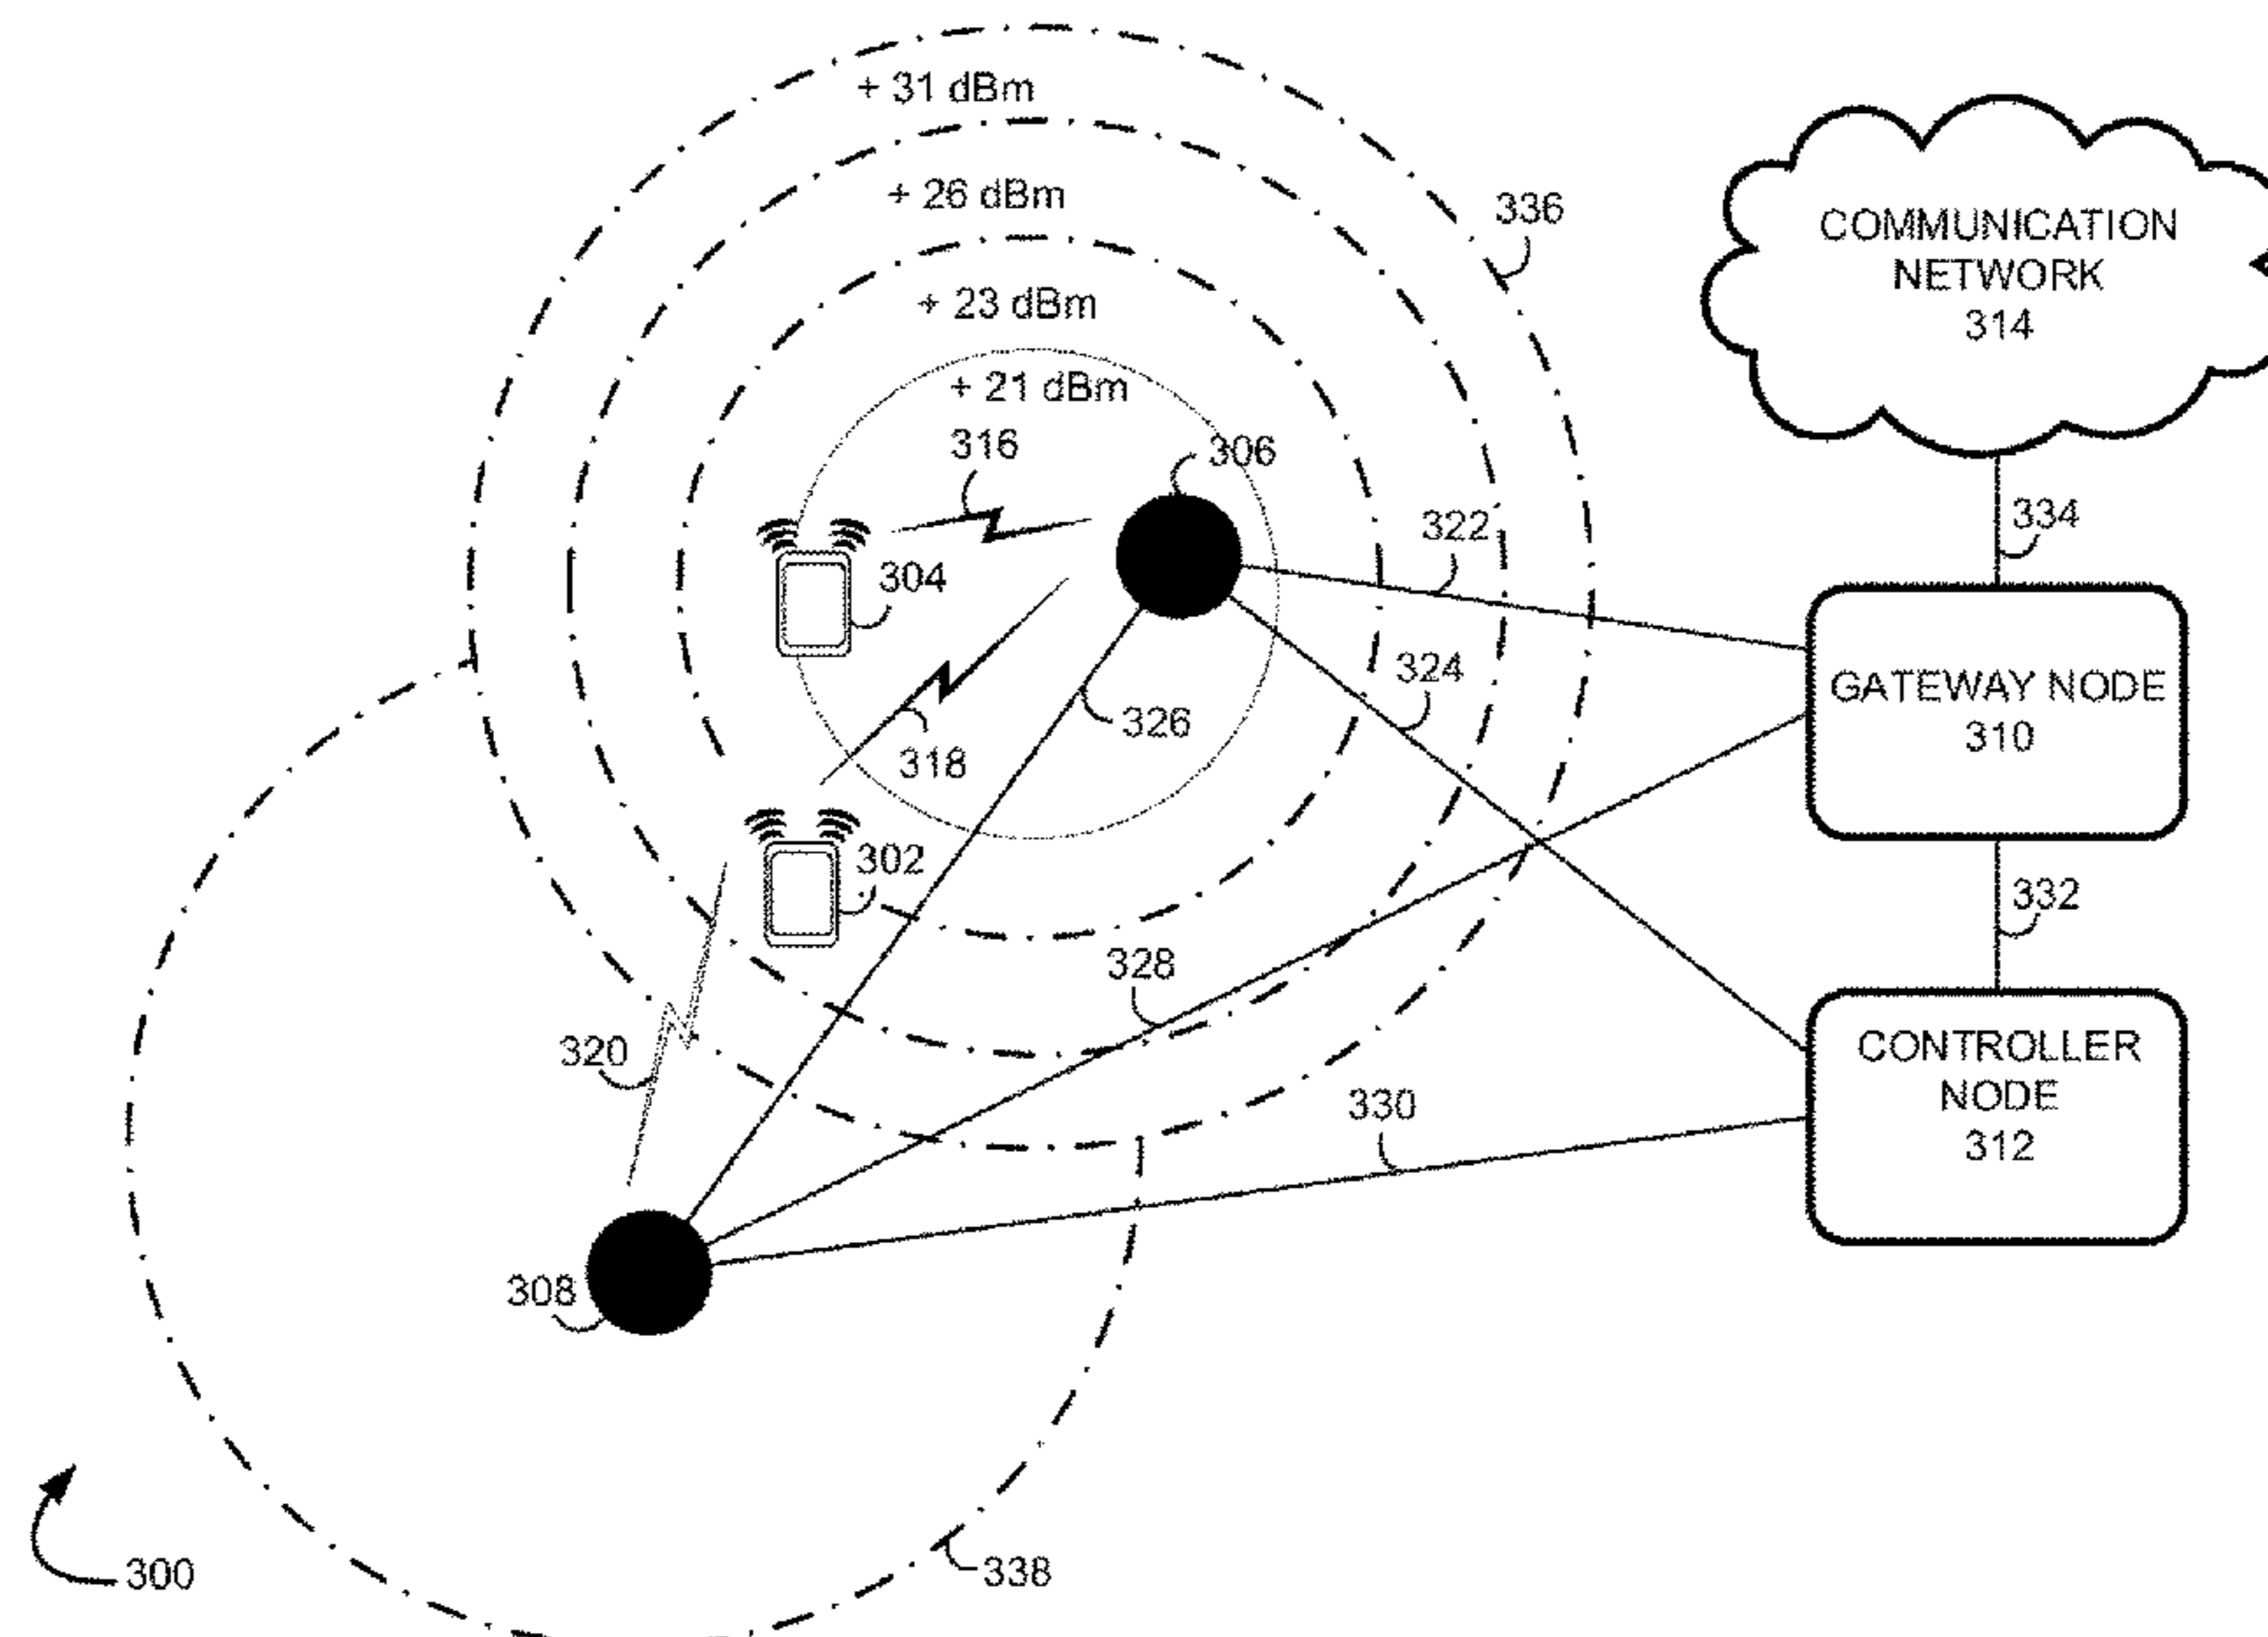 + 31 dBm
+ 26 dBm
+ 23 dBm
+ 21 dBm
336
COMMUNICATION
NETWORK
314
316
306
322
334
304
324
GATEWAY NODE
310
326
318
302
332
328
320
CONTROLLER
NODE
312
330
308
300
338